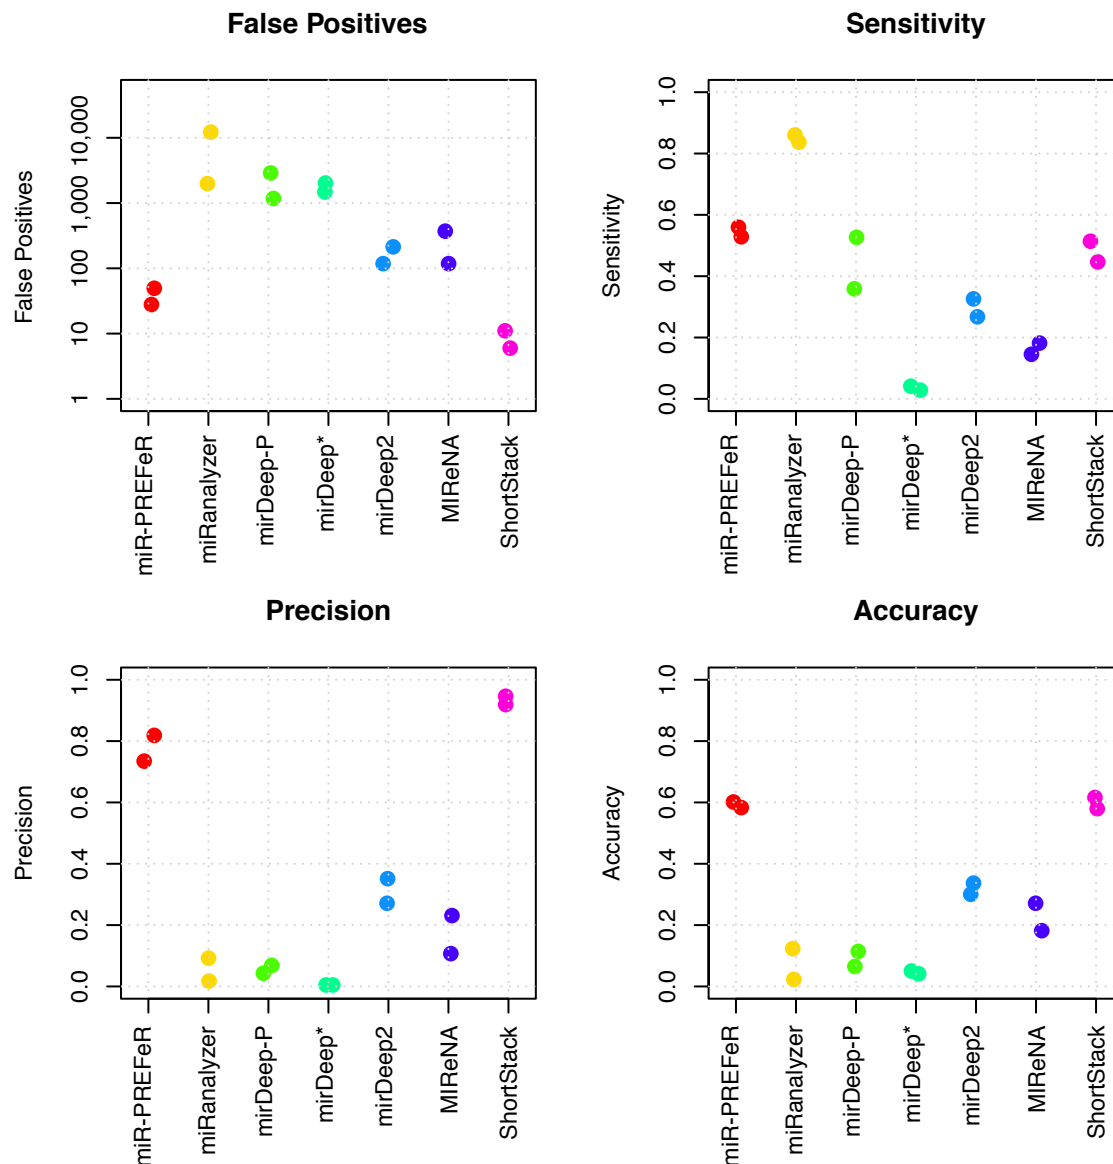 False Positives
False Positives
10,000
1,000
100
10
1
miR-PREFeR
miRanalyzer
mirDeep-P
mirDeep*
mirDeep2
MIReNA
ShortStack
Sensitivity
Sensitivity
1.0
0.8
0.6
0.4
0.2
0.0
miR-PREFeR
miRanalyzer
mirDeep-P
mirDeep*
mirDeep2
MIReNA
ShortStack
Precision
Precision
1.0
0.8
0.6
0.4
0.2
0.0
miR-PREFeR
miRanalyzer
mirDeep-P
mirDeep*
mirDeep2
MIReNA
ShortStack
Accuracy
Accuracy
1.0
0.8
0.6
0.4
0.2
0.0
miR-PREFeR
miRanalyzer
mirDeep-P
mirDeep*
mirDeep2
MIReNA
ShortStack